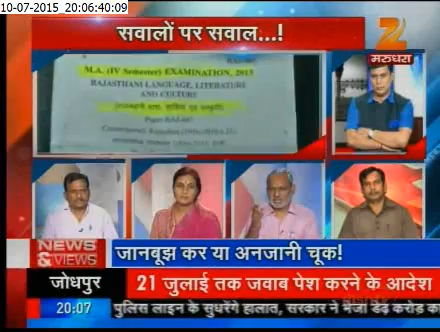 10-07-2015 20:06:40:09
सवालों पर सवाल...!
मरुधरा
M.A. (IV Semester) EXAMINATION, 2015
RAJASTHANI LANGUAGE, LITERATURE
AND CULTURE
NEWS
& VIEWS
जानबूझ कर या अनजानी चूक!
जोधपुर
21 जुलाई तक जवाब पेश करने के आदेश
20:07
पुलिस लाइन के सुधरेंगे हालात, सरकार ने भेजा डेढ़ करोड़ का